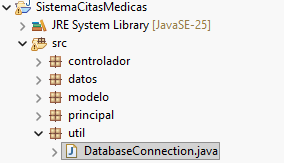 SistemaCitasMedicas
JRE System Library [JavaSE-25]
src
controlador
datos
modelo
principal
util
DatabaseConnection.java